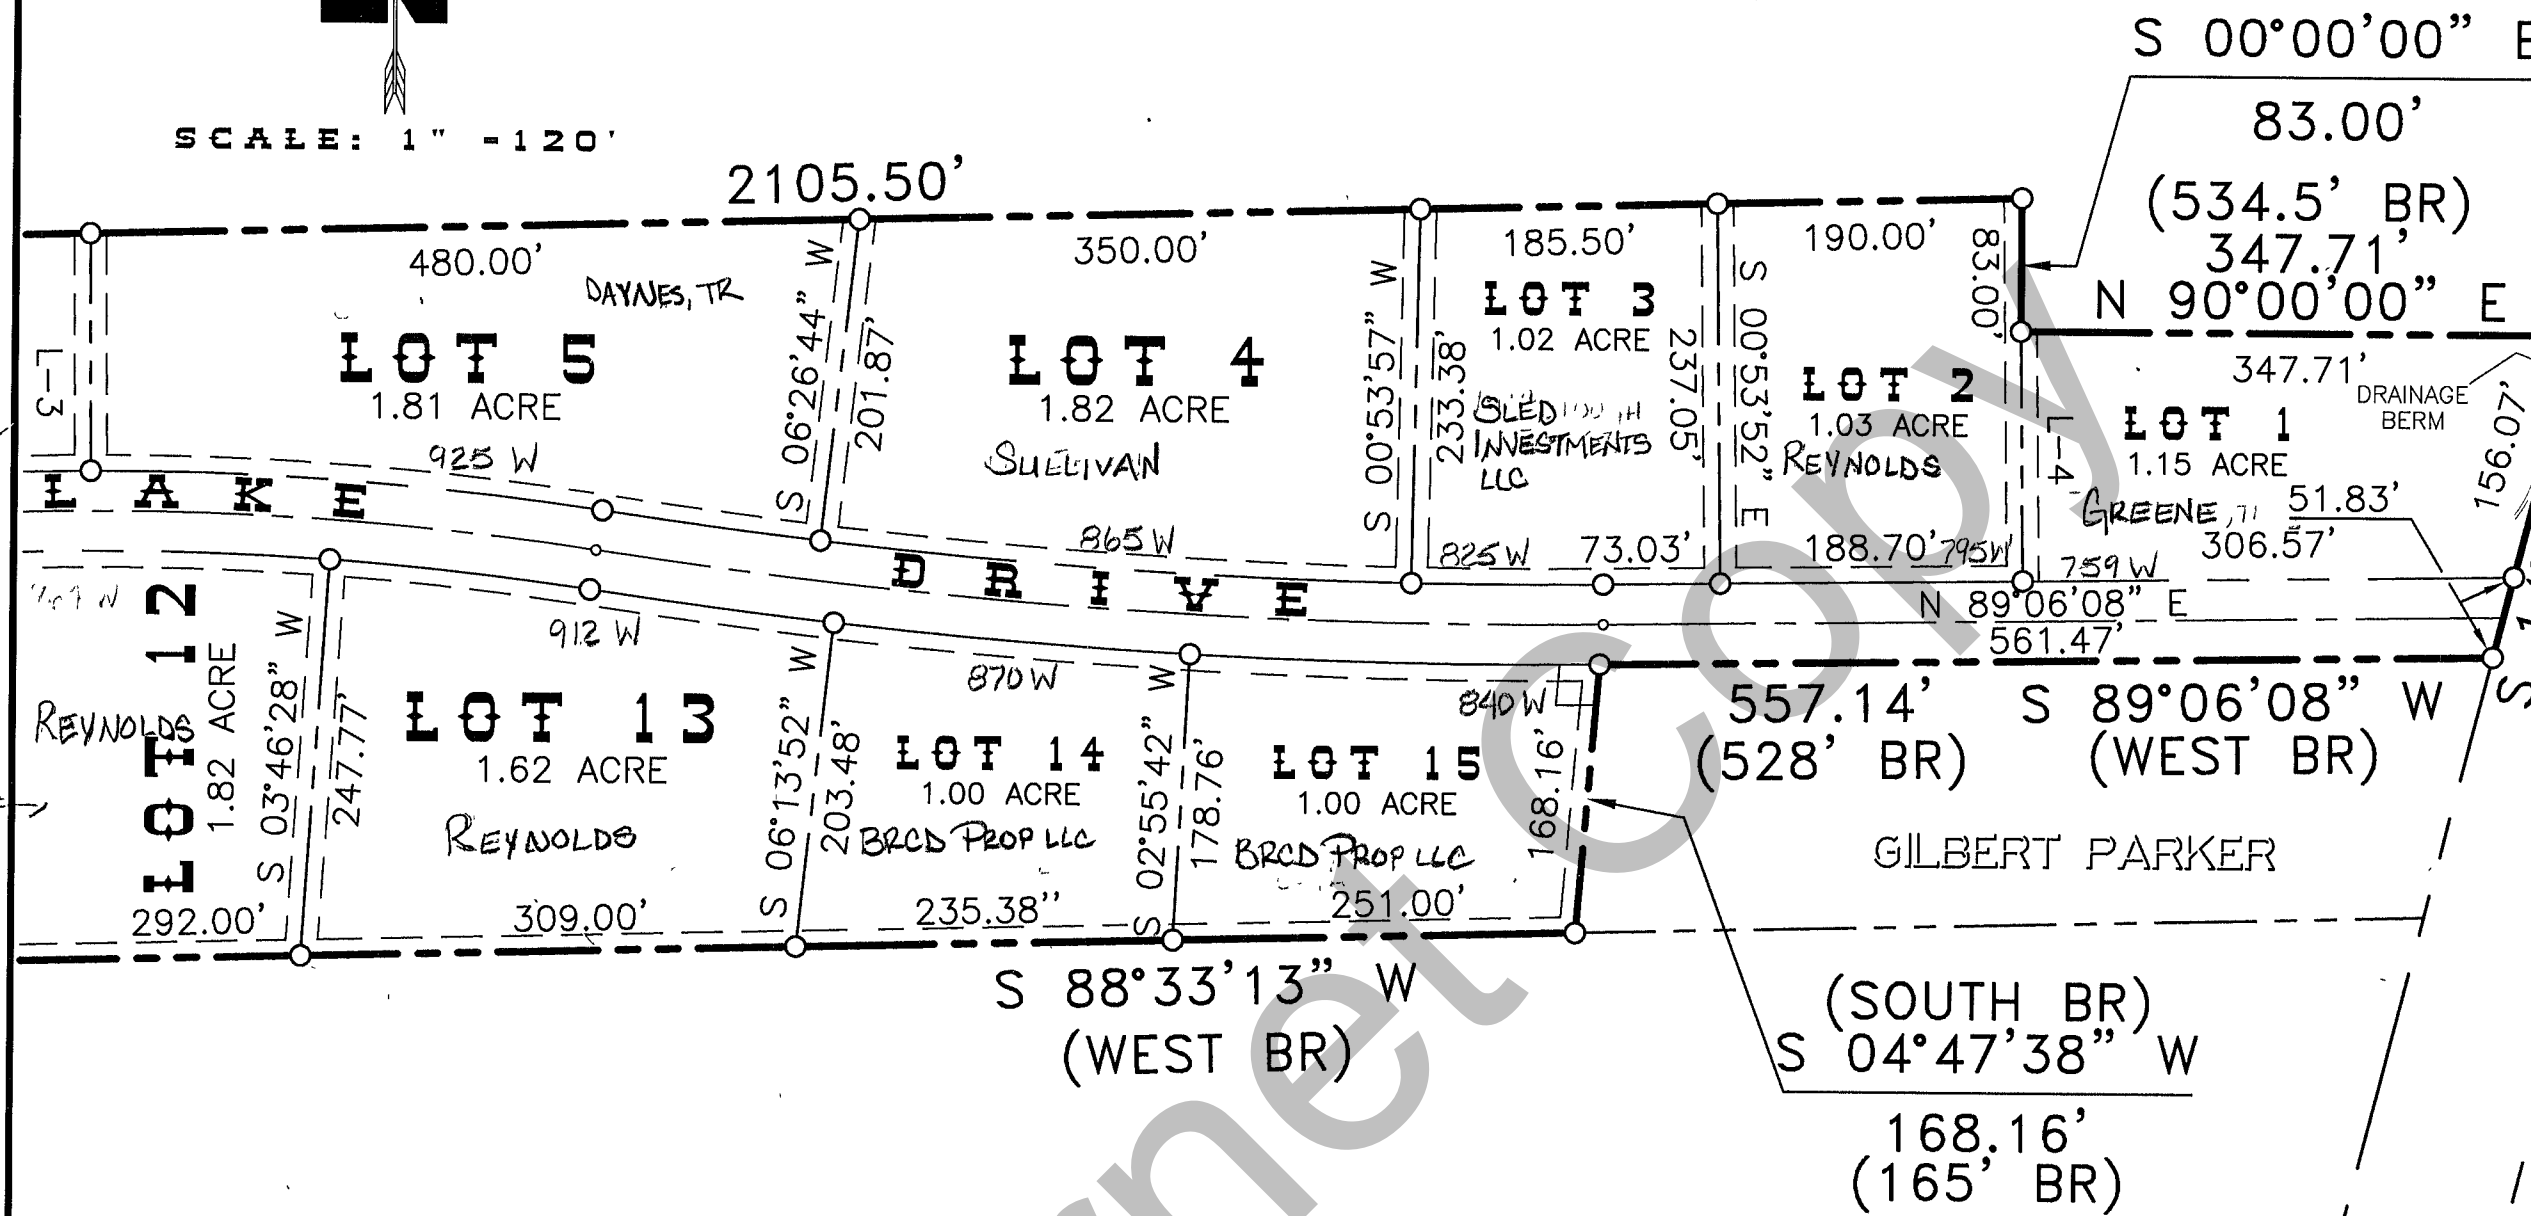 S 00°00'00" E
83.00'
(534.5' BR)
347.71'
N 90°00'00" E
SCALE: 1" -120'
2105.50'
480.00'
350.00'
185.50'
190.00'
83.00'
DAYNES, TR
LOT 5
1.81 ACRE
925 W
L-3
S 06°26'44" W
201.87'
LOT 4
1.82 ACRE
SULLIVAN
865 W
S 00°53'57" W
233.38'
LOT 3
1.02 ACRE
INVESTMENTS
LLC
825 W
73.03'
237.05'
S 00°53'52" E
LOT 2
1.03 ACRE
REYNOLDS
188.70'
795 W
L-4
347.71'
DRAINAGE
BERM
LOT 1
1.15 ACRE
GREENE,
51.83'
306.57'
156.07'
759 W
LAKE DRIVE
N 89°06'08" E
561.47'
LOT 12
1.82 ACRE
REYNOLDS
292.00'
S 03°46'28" W
247.77'
912 W
LOT 13
1.62 ACRE
REYNOLDS
309.00'
S 06°13'52" W
203.48'
870 W
LOT 14
1.00 ACRE
BRCD PROP LLC
235.38"
S 02°55'42" W
178.76'
840 W
LOT 15
1.00 ACRE
BRCD PROP LLC
251.00'
168.16'
557.14' S 89°06'08" W
(528' BR) (WEST BR)
GILBERT PARKER
S 88°33'13" W
(WEST BR)
(SOUTH BR)
S 04°47'38" W
168.16'
(165' BR)
rnet Copy